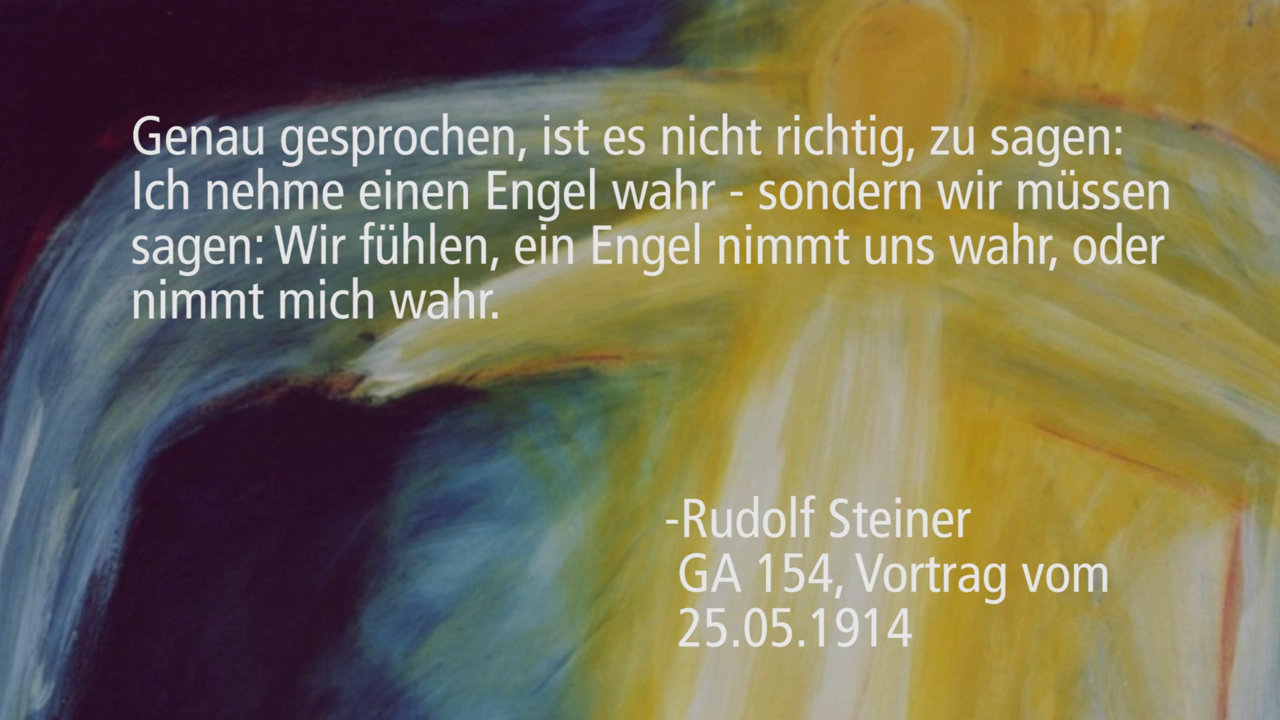 Genau gesprochen, ist es nicht richtig, zu sagen:
Ich nehme einen Engel wahr - sondern wir müssen
sagen: Wir fühlen, ein Engel nimmt uns wahr, oder
nimmt mich wahr.
-Rudolf Steiner
GA 154, Vortrag vom
25.05.1914